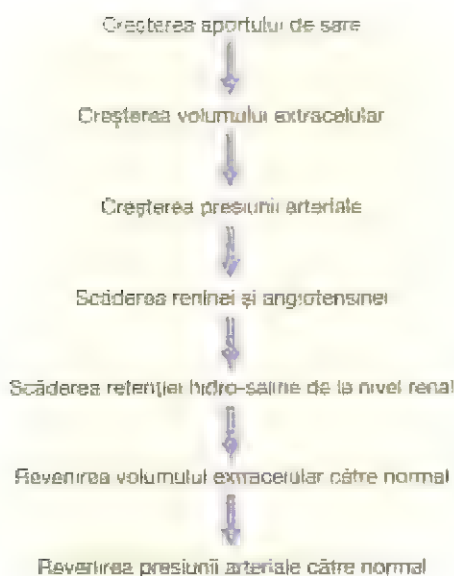 Creșterea aportului de sare
Creșterea volumului extracelular
Creșterea presiunii arteriale
Scăderea reninei și angiotensinei
Scăderea retenției hidro-saline de la nivel renal
Revenirea volumului extracelular către normal
Revenirea presiunii arteriale către normal